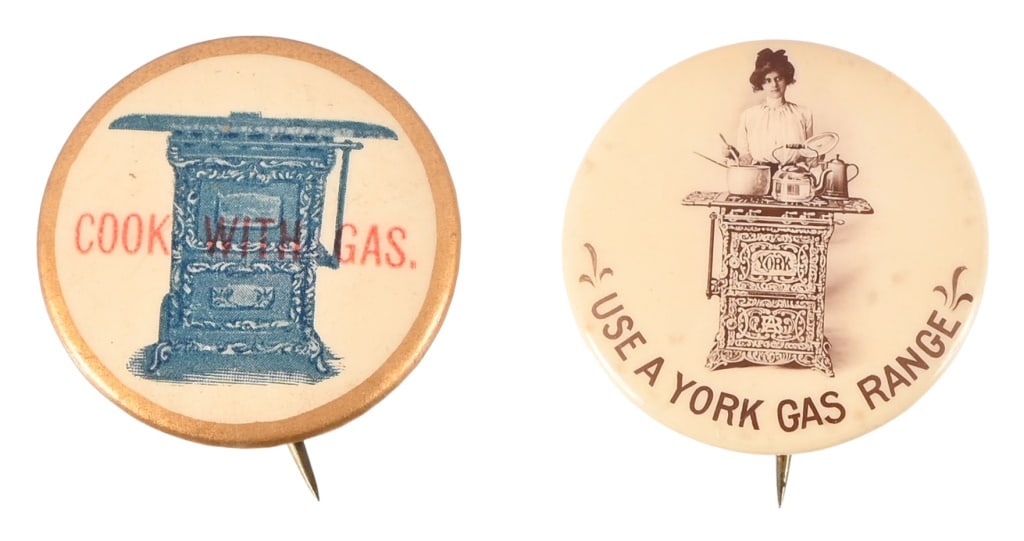 COOK WITH GAS.
YORK
USE A YORK GAS RANGE